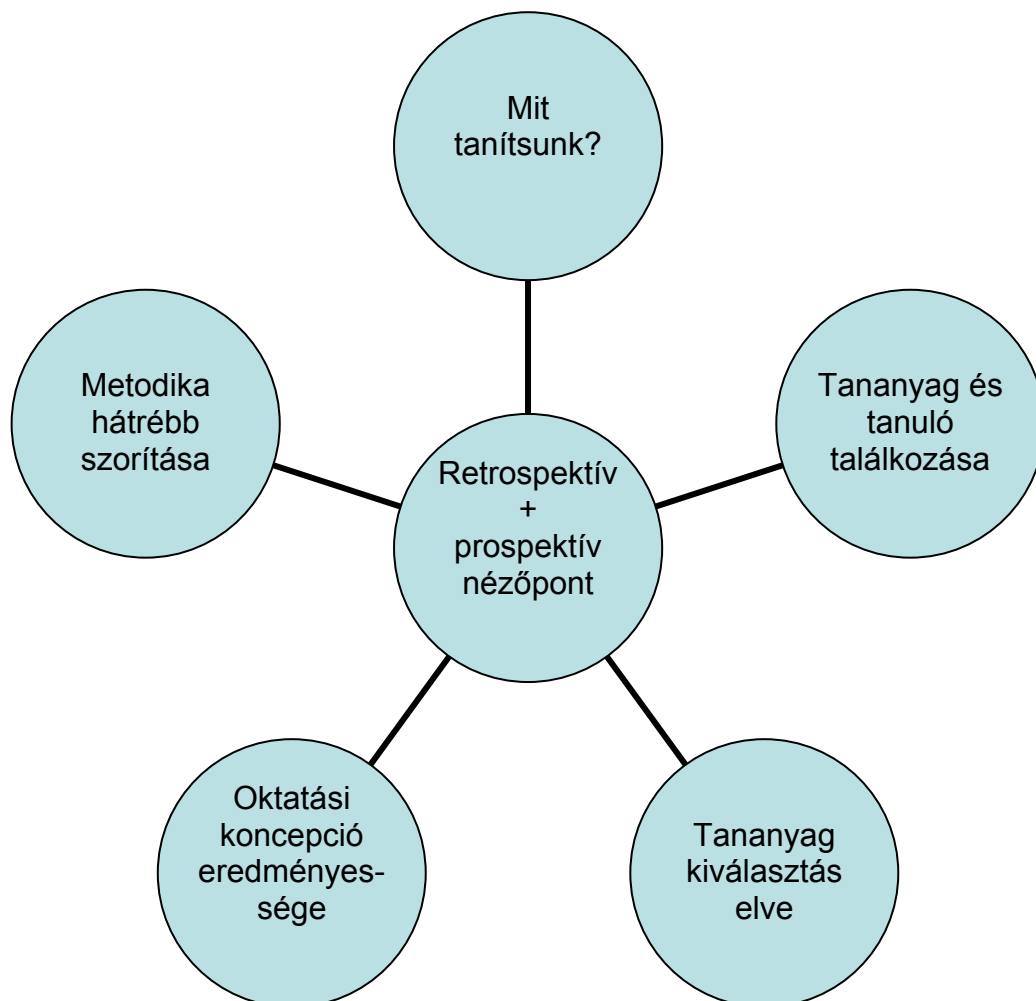 Mit
tanítsunk?
Metodika
hátrébb
szorítása
Tananyag és
tanuló
találkozása
Retrospektív
+
prospektív
nézőpont
Oktatási
koncepció
eredményes-
sége
Tananyag
kiválasztás
elve